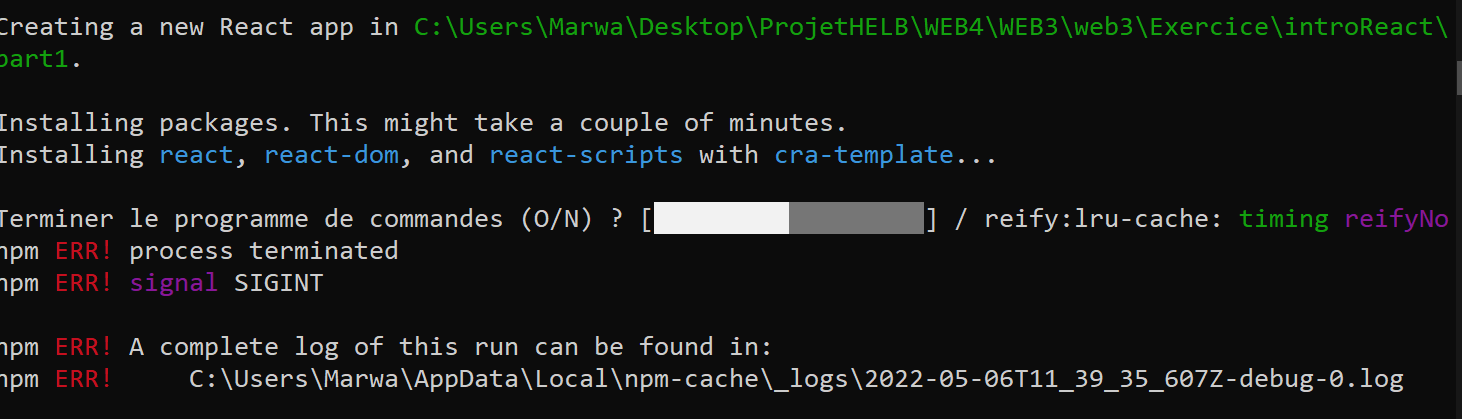 Creating a new React app in C:\Users\Marwa\Desktop\ProjetHELB\WEB4\WEB3\web3\Exercice\introReact\
part1.
Installing packages. This might take a couple of minutes.
Installing react, react-dom, and react-scripts with cra-template...
Terminer le programme de commandes (O/N) ? [] / reify:lru-cache: timing reifyNo
npm ERR! process terminated
npm ERR! signal SIGINT
npm ERR! A complete log of this run can be found in:
npm ERR!     C:\Users\Marwa\AppData\Local\npm-cache\_logs\2022-05-06T11_39_35_607Z-debug-0.log